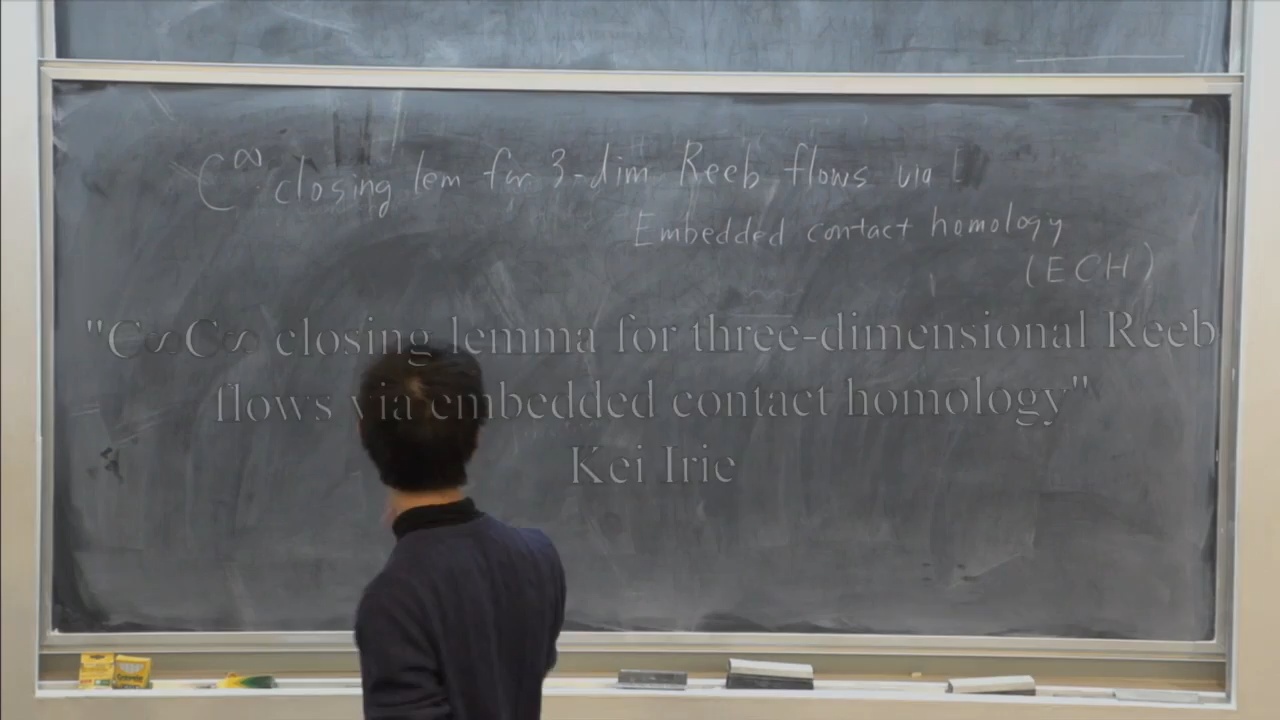 C∞ closing lem for 3-dim Reeb flows via [
Embedded contact homology
(ECH)
"C∞C∞ closing lemma for three-dimensional Reeb
flows via embedded contact homology"
Kei Irie